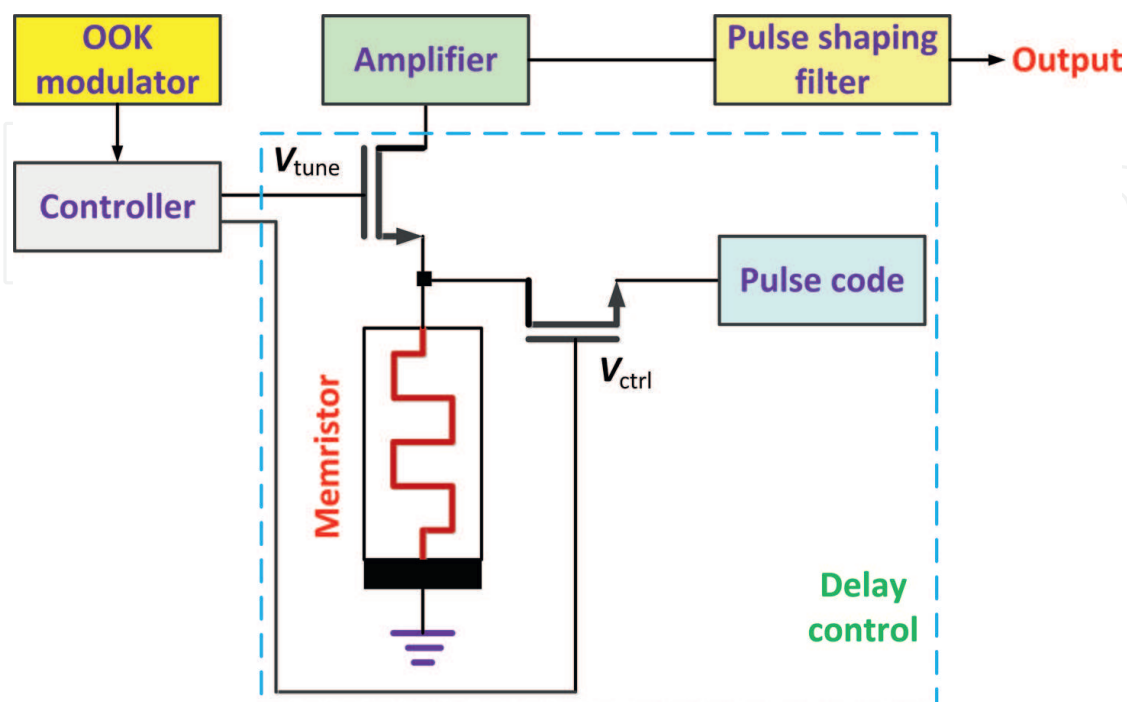 OOK
modulator
Amplifier
Pulse shaping
filter
Output
Controller
Vtune
Pulse code
Vctrl
Memristor
Delay
control